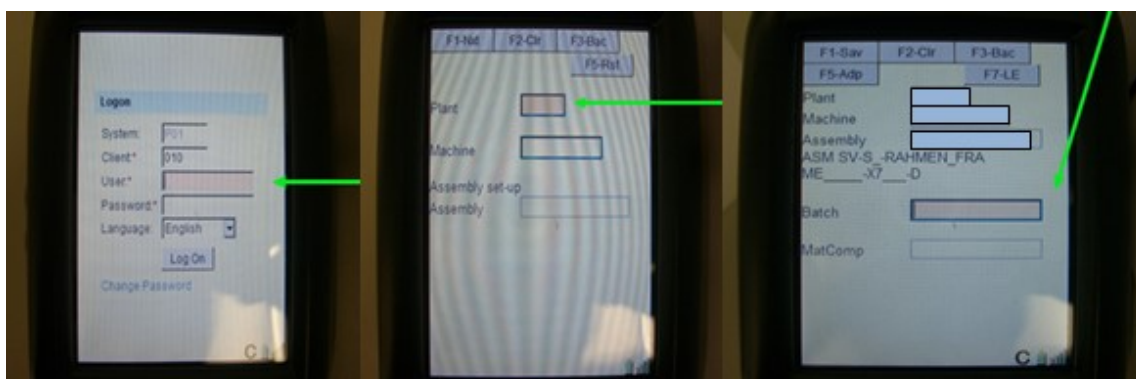 Logon
System: P01
Client:* 010
User:*
Password:*
Language: English
Log On
Change Password
C
F1-Nxt F2-Clr F3-Bac
F5-Rst
Plant
Machine
Assembly set-up
Assembly
F1-Sav F2-Clr F3-Bac
F5-Adp F7-LE
Plant
Machine
Assembly
ASM SV-S_-RAHMEN_FRA
ME_____-X7___-D
Batch
MatComp
C